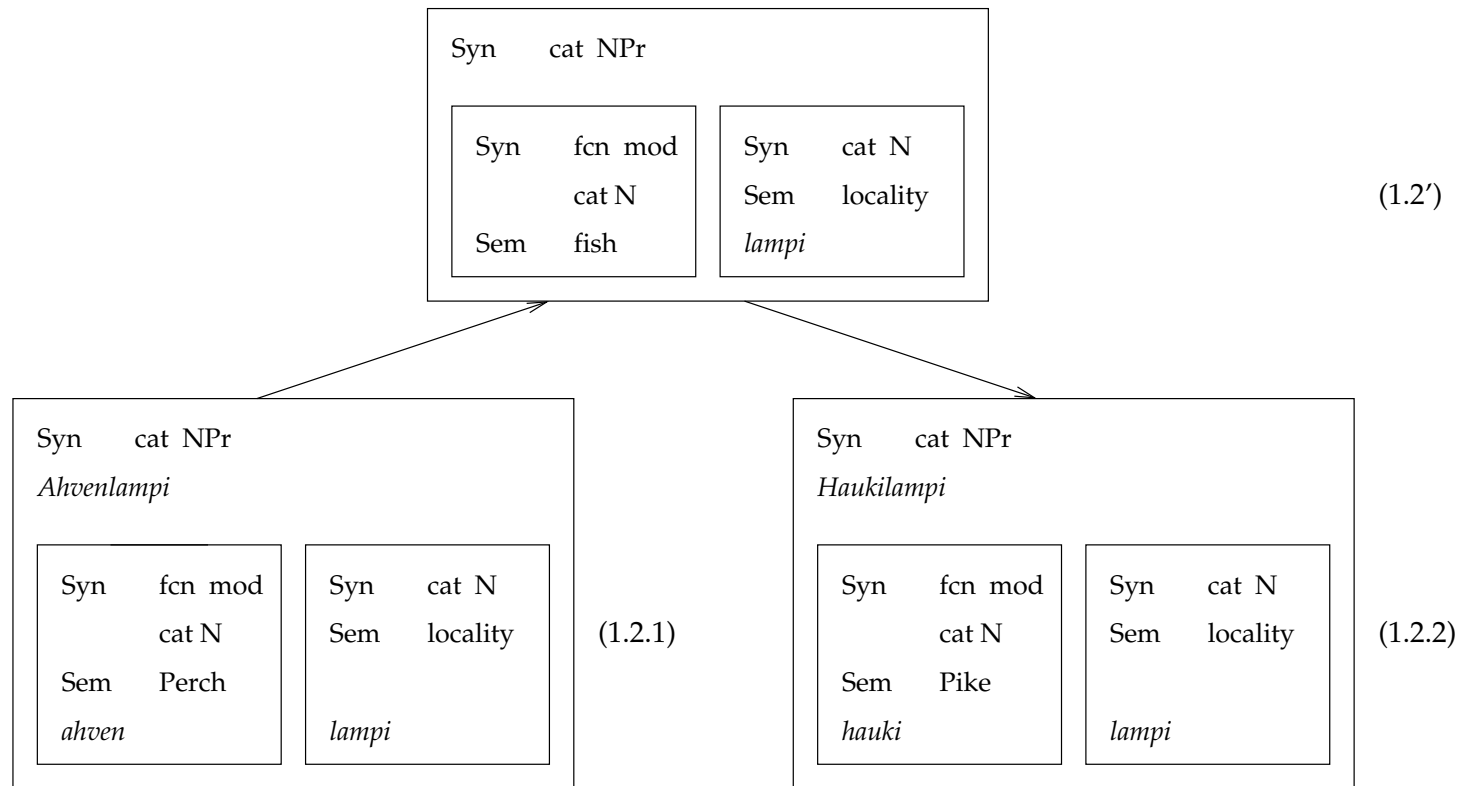 Syn cat NPr
Syn fcn mod
cat N
Sem fish
Syn cat N
Sem locality
lampi
(1.2’)
Syn cat NPr
Ahvenlampi
Syn fcn mod
cat N
Sem Perch
ahven
Syn cat N
Sem locality
lampi
(1.2.1)
Syn cat NPr
Haukilampi
Syn fcn mod
cat N
Sem Pike
hauki
Syn cat N
Sem locality
lampi
(1.2.2)